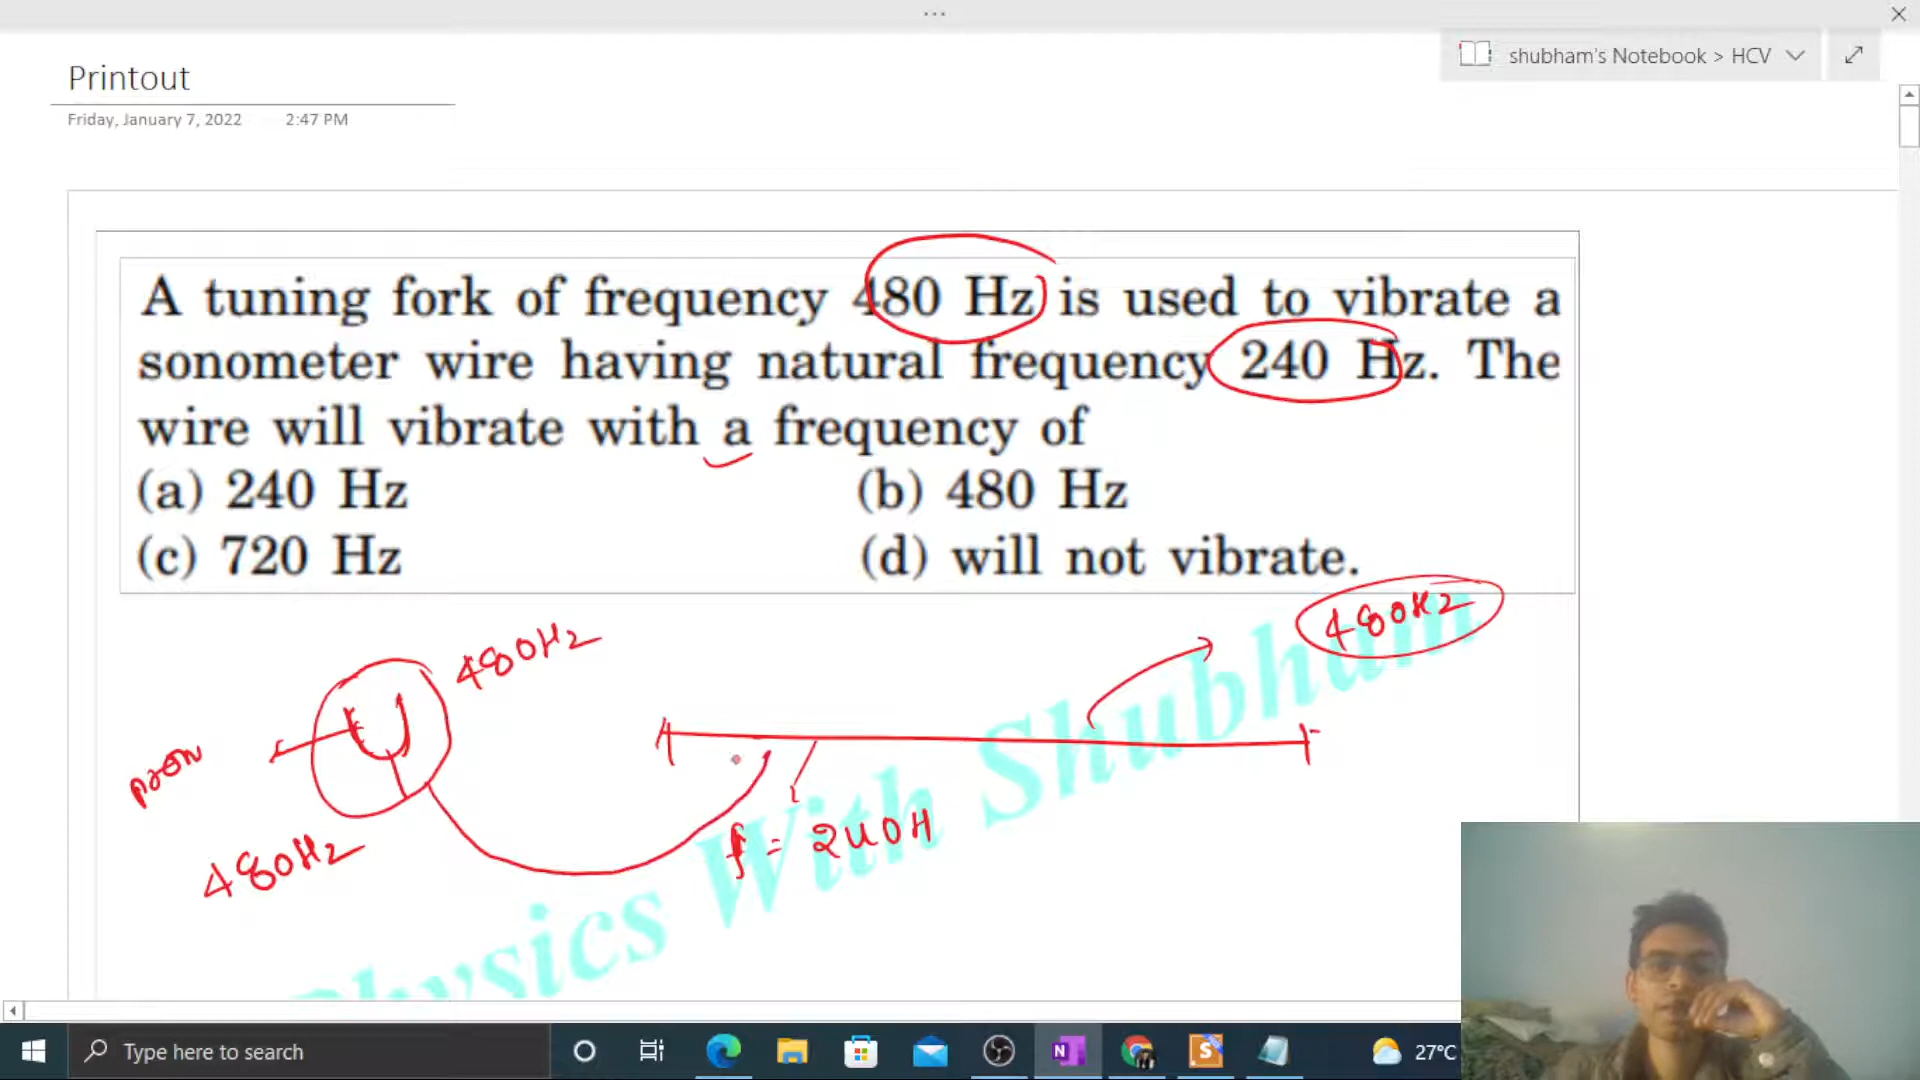 ...
shubham's Notebook > HCV
Printout
Friday, January 7, 2022 2:47 PM
A tuning fork of frequency 480 Hz is used to vibrate a
sonometer wire having natural frequency 240 Hz. The
wire will vibrate with a frequency of
(a) 240 Hz (b) 480 Hz
(c) 720 Hz (d) will not vibrate.
480Hz
480Hz
480Hz
f = 240H
Physics With Shubham
Type here to search
27°C